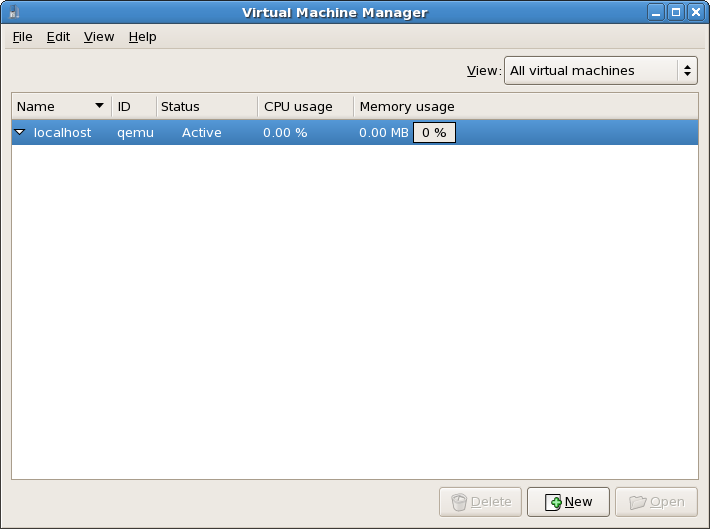 Virtual Machine Manager
File Edit View Help
View: All virtual machines
Name ID Status CPU usage Memory usage
localhost qemu Active 0.00 % 0.00 MB 0 %
Delete New Open